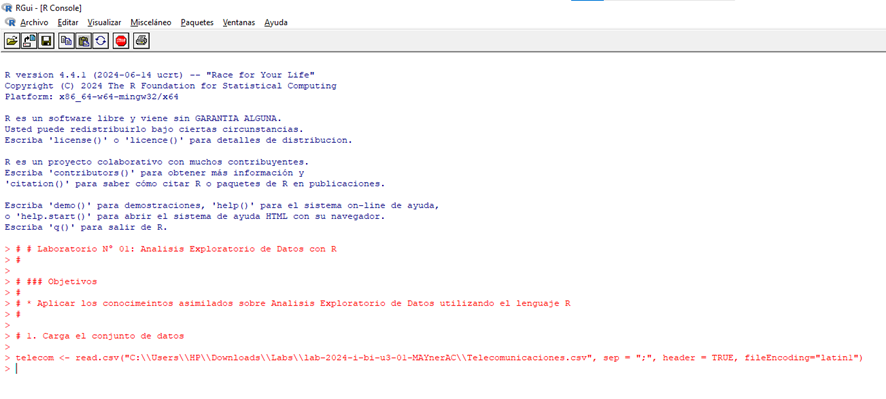 RGui - [R Console]
Archivo Editar Visualizar Misceláneo Paquetes Ventanas Ayuda
STOP
R version 4.4.1 (2024-06-14 ucrt) -- "Race for Your Life"
Copyright (C) 2024 The R Foundation for Statistical Computing
Platform: x86_64-w64-mingw32/x64
R es un software libre y viene sin GARANTIA ALGUNA.
Usted puede redistribuirlo bajo ciertas circunstancias.
Escriba 'license()' o 'licence()' para detalles de distribucion.
R es un proyecto colaborativo con muchos contribuyentes.
Escriba 'contributors()' para obtener más información y
'citation()' para saber cómo citar R o paquetes de R en publicaciones.
Escriba 'demo()' para demostraciones, 'help()' para el sistema on-line de ayuda,
o 'help.start()' para abrir el sistema de ayuda HTML con su navegador.
Escriba 'q()' para salir de R.
> # # Laboratorio N° 01: Analisis Exploratorio de Datos con R
> #
>
> # ### Objetivos
> #
> # * Aplicar los conocimeintos asimilados sobre Analisis Exploratorio de Datos utilizando el lenguaje R
> #
>
> # 1. Carga el conjunto de datos
>
> telecom <- read.csv("C:\\Users\\HP\\Downloads\\Labs\\lab-2024-i-bi-u3-01-MAYnerAC\\Telecomunicaciones.csv", sep = ";", header = TRUE, fileEncoding="latin1")
>